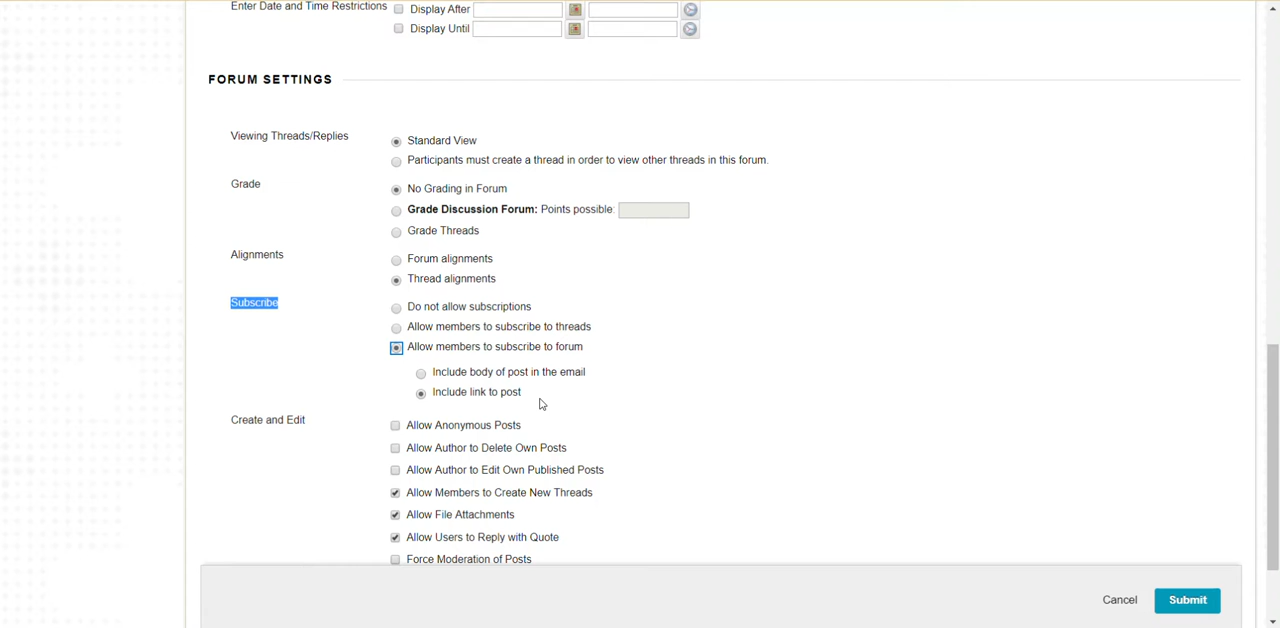 Enter Date and Time Restrictions
Display After
Display Until
FORUM SETTINGS
Viewing Threads/Replies
Standard View
Participants must create a thread in order to view other threads in this forum.
Grade
No Grading in Forum
Grade Discussion Forum: Points possible:
Grade Threads
Alignments
Forum alignments
Thread alignments
Subscribe
Do not allow subscriptions
Allow members to subscribe to threads
Allow members to subscribe to forum
Include body of post in the email
Include link to post
Create and Edit
Allow Anonymous Posts
Allow Author to Delete Own Posts
Allow Author to Edit Own Published Posts
Allow Members to Create New Threads
Allow File Attachments
Allow Users to Reply with Quote
Force Moderation of Posts
Cancel
Submit